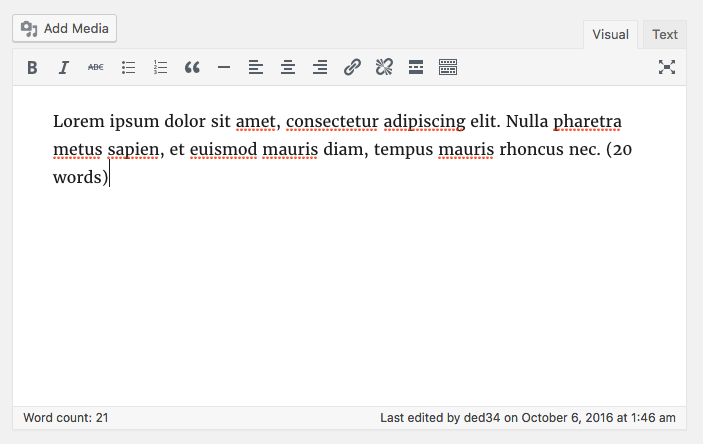 Add Media
Visual
Text
B I ABC
Lorem ipsum dolor sit amet, consectetur adipiscing elit. Nulla pharetra
metus sapien, et euismod mauris diam, tempus mauris rhoncus nec. (20
words)
Word count: 21
Last edited by ded34 on October 6, 2016 at 1:46 am